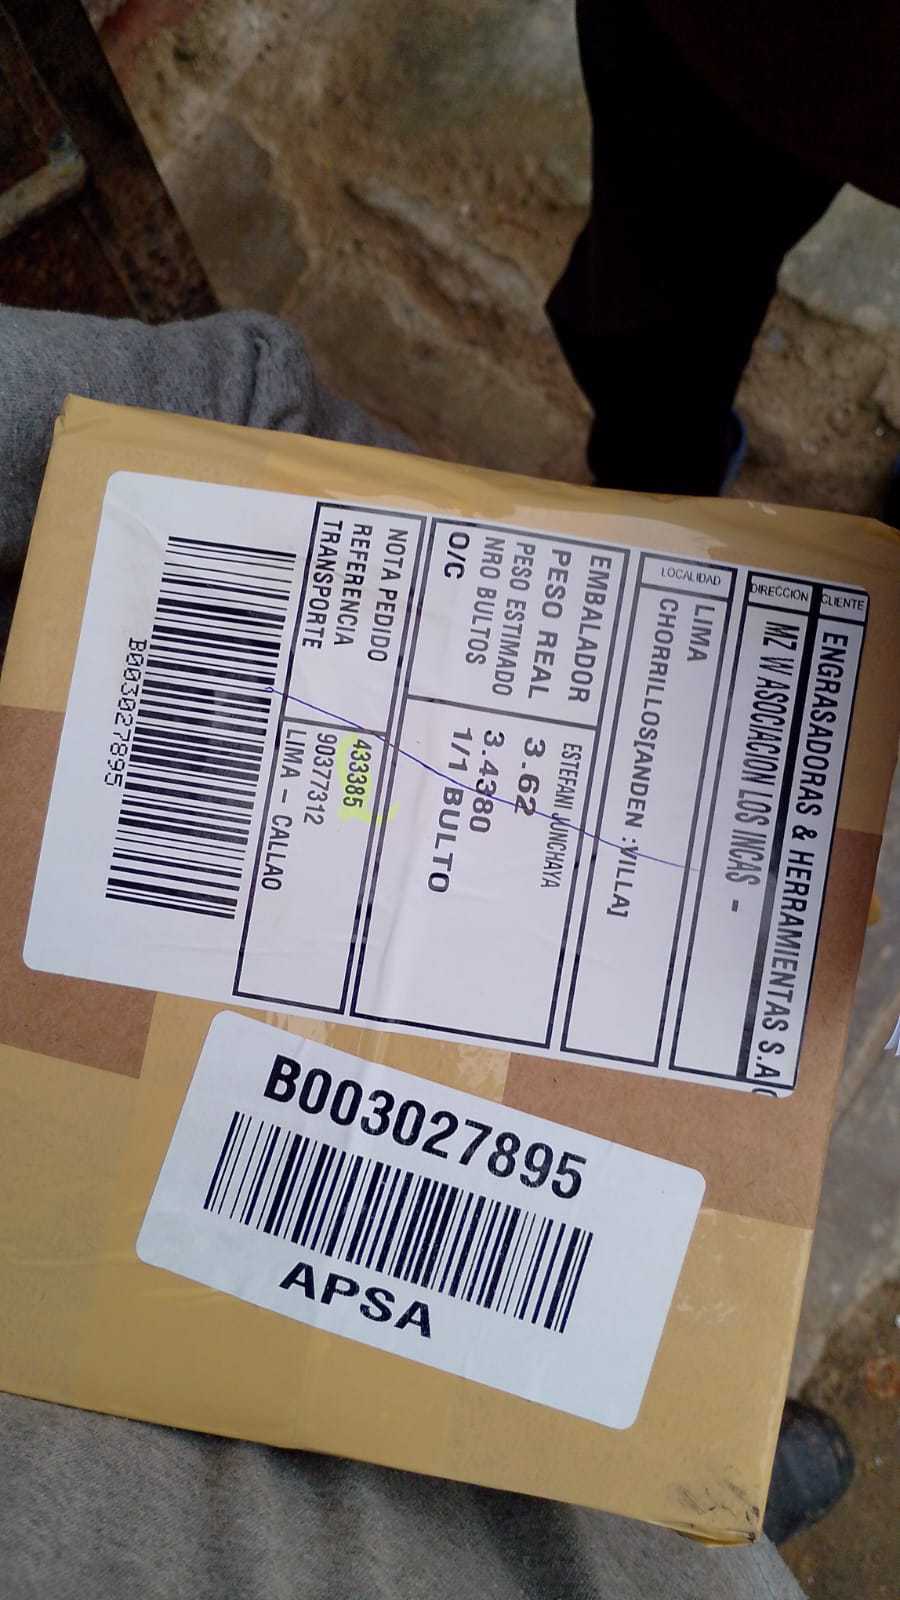 CLIENTE ENGRASADORAS & HERRAMIENTAS S.A
DIRECCION MZ W ASOCIACION LOS INCAS -
LIMA
LOCALIDAD CHORRILLOS[ANDEN :VILLA]
EMBALADOR ESTEFANI JUNCHAYA
PESO REAL 3.62
PESO ESTIMADO 3.4380
NRO BULTOS 1/1 BULTO
O/C
NOTA PEDIDO 433385
REFERENCIA 90377312
TRANSPORTE LIMA - CALLAO
B003027895
B003027895
APSA